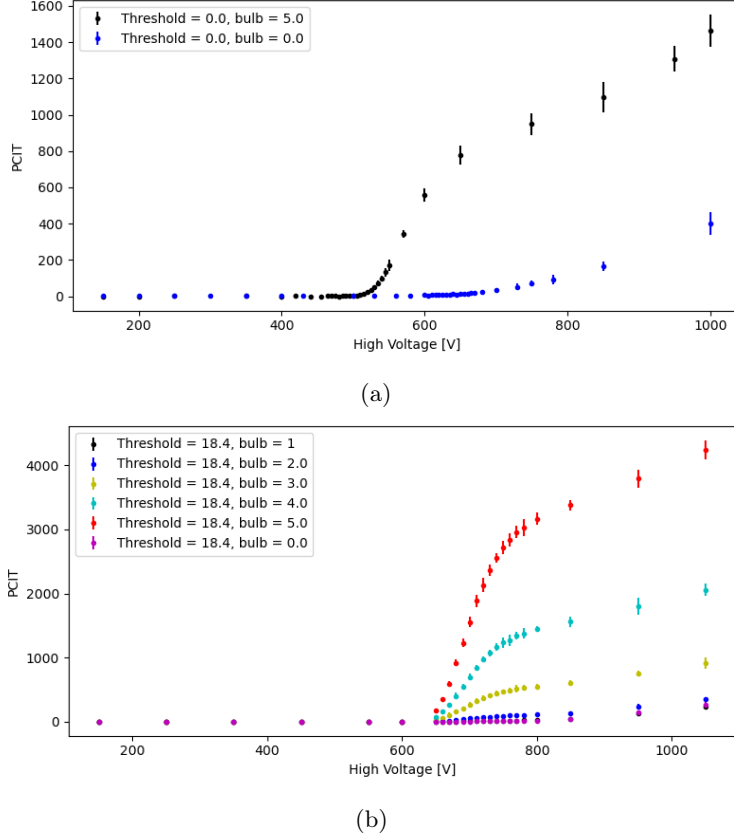 1600
1400
1200
1000
800
600
400
200
0
PCIT
Threshold = 0.0, bulb = 5.0
Threshold = 0.0, bulb = 0.0
200 400 600 800 1000
High Voltage [V]
(a)
4000
3000
2000
1000
0
PCIT
Threshold = 18.4, bulb = 1
Threshold = 18.4, bulb = 2.0
Threshold = 18.4, bulb = 3.0
Threshold = 18.4, bulb = 4.0
Threshold = 18.4, bulb = 5.0
Threshold = 18.4, bulb = 0.0
200 400 600 800 1000
High Voltage [V]
(b)